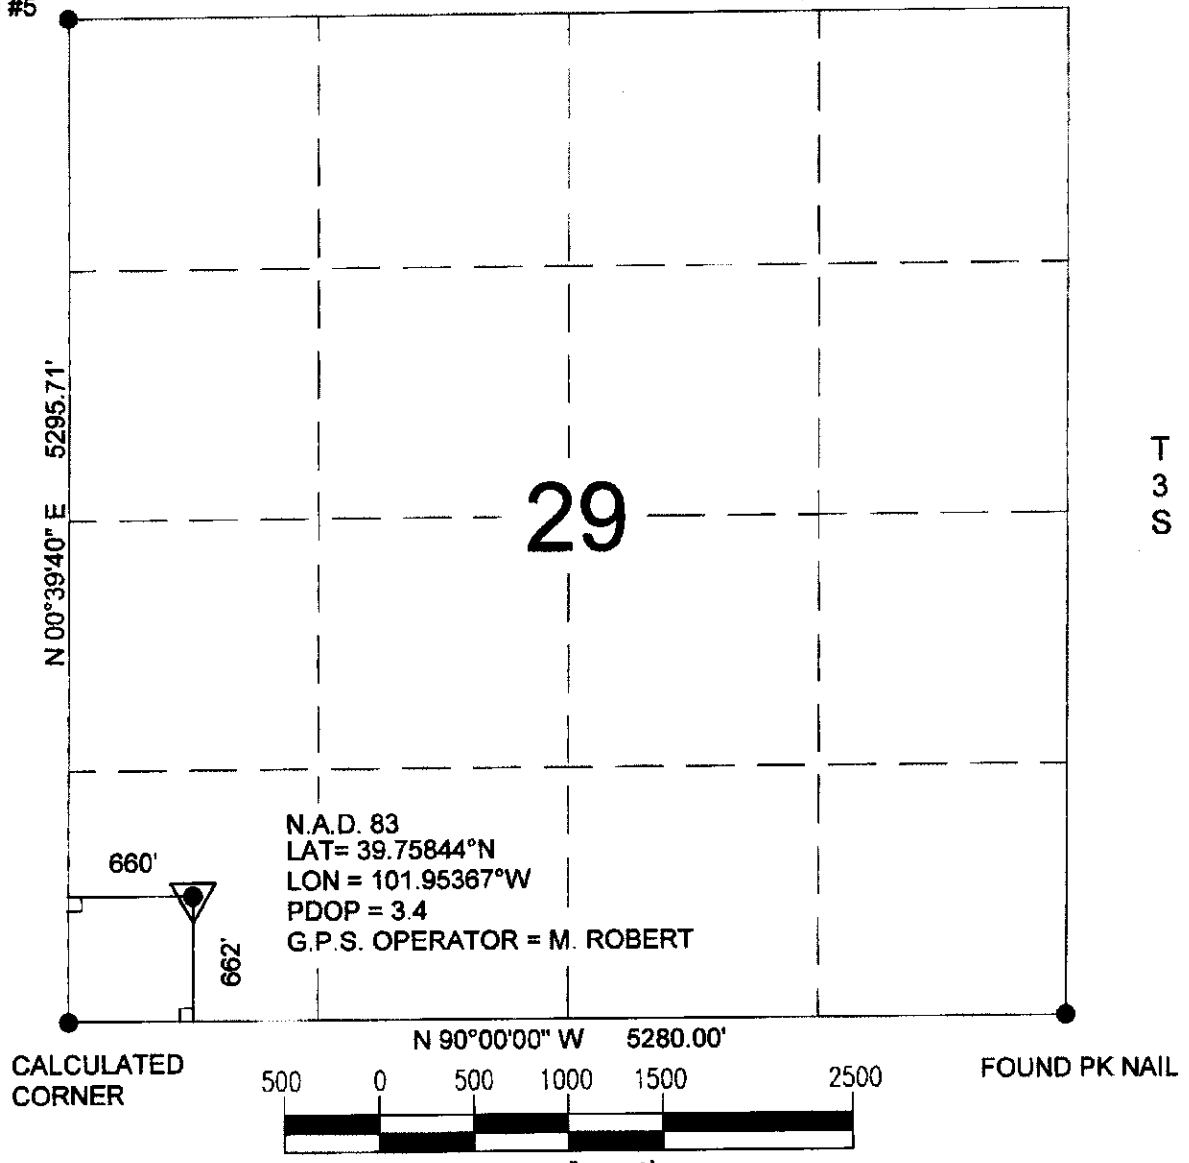 #5
N 00°39'40" E 5295.71'
T
3
S
29
N.A.D. 83
LAT= 39.75844°N
LON = 101.95367°W
PDOP = 3.4
G.P.S. OPERATOR = M. ROBERT
660'
662'
N 90°00'00" W 5280.00'
CALCULATED
CORNER
FOUND PK NAIL
500 0 500 1000 1500 2500